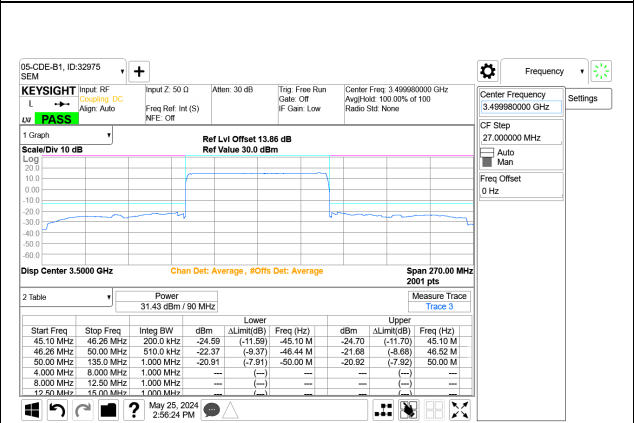 05-CDE-B1, ID:32975
SEM
Frequency
KEYSIGHT Input: RF Input Z: 50 Ω Atten: 30 dB Trig: Free Run Center Freq: 3.499980000 GHz
L Coupling: DC Gate: Off Avg|Hold: 100.00% of 100
Align: Auto Freq Ref: Int (S) IF Gain: Low Radio Std: None
PASS NFE: Off
Center Frequency
3.499980000 GHz
Settings
CF Step
27.000000 MHz
Auto
Man
Freq Offset
0 Hz
1 Graph
Ref Lvl Offset 13.86 dB
Scale/Div 10 dB Ref Value 30.0 dBm
Log
20.0
10.0
0.00
-10.0
-20.0
-30.0
-40.0
-50.0
-60.0
Disp Center 3.5000 GHz Chan Det: Average, #Offs Det: Average Span 270.00 MHz
2001 pts
2 Table Power Measure Trace
31.43 dBm / 90 MHz Trace 3
Lower Upper
Start Freq Stop Freq Integ BW dBm ΔLimit(dB) Freq (Hz) dBm ΔLimit(dB) Freq (Hz)
45.10 MHz 46.26 MHz 200.0 kHz -24.59 (-11.59) -45.10 M -24.70 (-11.70) 45.10 M
46.26 MHz 50.00 MHz 510.0 kHz -22.37 (-9.37) -46.44 M -21.68 (-8.68) 46.52 M
50.00 MHz 135.0 MHz 1.000 MHz -20.91 (-7.91) -50.00 M -20.92 (-7.92) 50.00 M
4.000 MHz 8.000 MHz 1.000 MHz --- (---) --- --- (---) ---
8.000 MHz 12.50 MHz 1.000 MHz --- (---) --- --- (---) ---
12.50 MHz 15.00 MHz 1.000 MHz --- (---) --- --- (---) ---
? May 25, 2024
2:56:24 PM